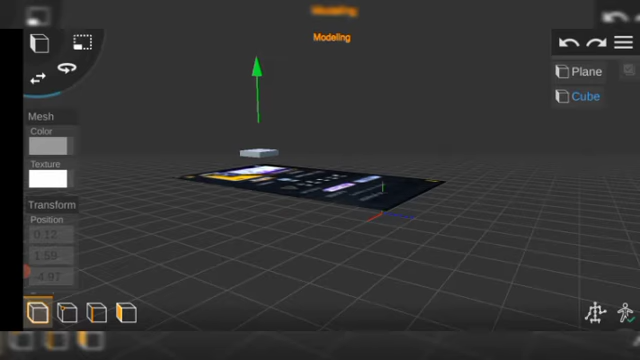 Modeling
Modeling
Plane
Cube
Mesh
Color
Texture
Transform
Position
0.12
1.59
-4.97